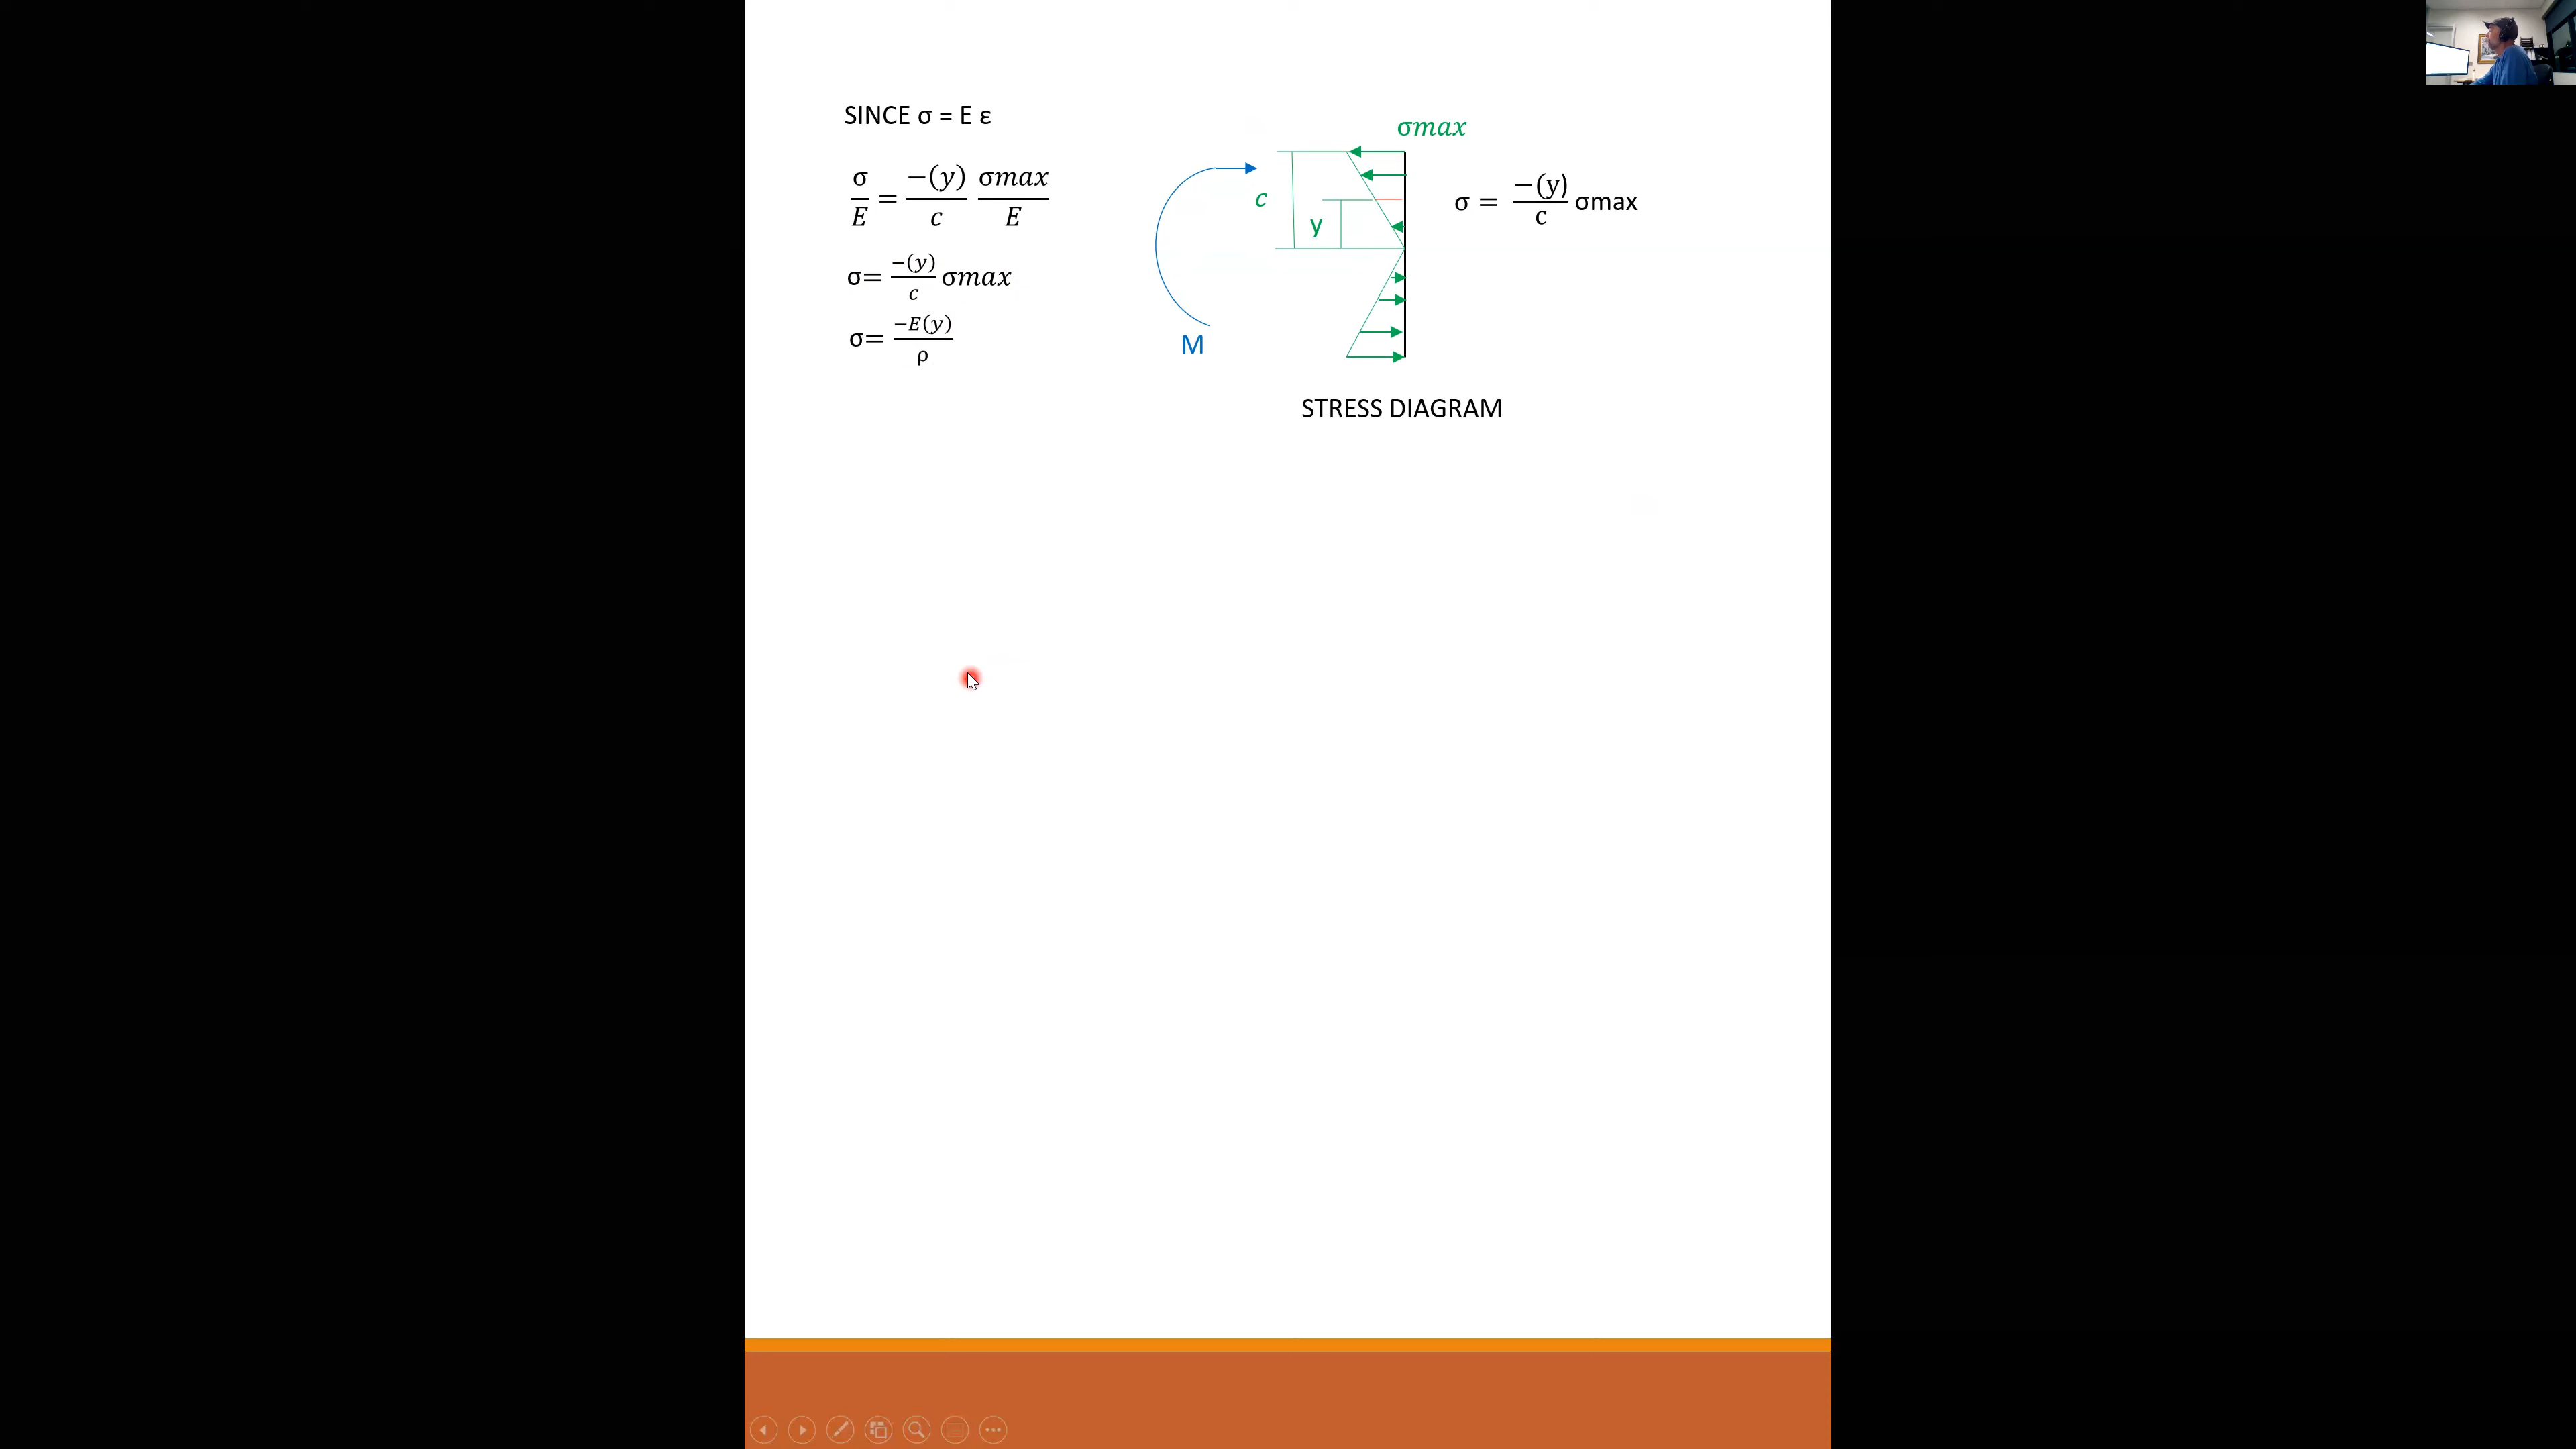 SINCE σ = E ε
σ/E = −(y)/c σmax/E
σ= −(y)/c σmax
σ= −E(y)/ρ
σmax
c
y
M
σ = −(y)/c σmax
STRESS DIAGRAM